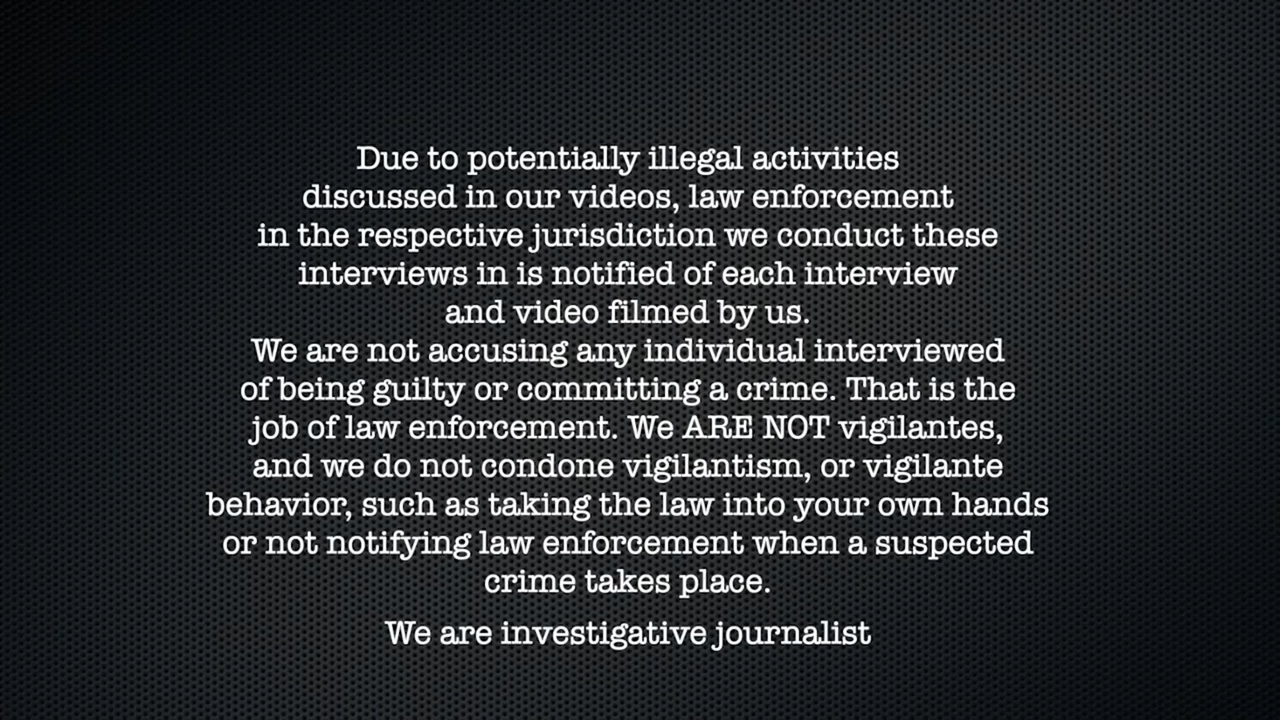 Due to potentially illegal activities
discussed in our videos, law enforcement
in the respective jurisdiction we conduct these
interviews in is notified of each interview
and video filmed by us.
We are not accusing any individual interviewed
of being guilty or committing a crime. That is the
job of law enforcement. We ARE NOT vigilantes,
and we do not condone vigilantism, or vigilante
behavior, such as taking the law into your own hands
or not notifying law enforcement when a suspected
crime takes place.
We are investigative journalist